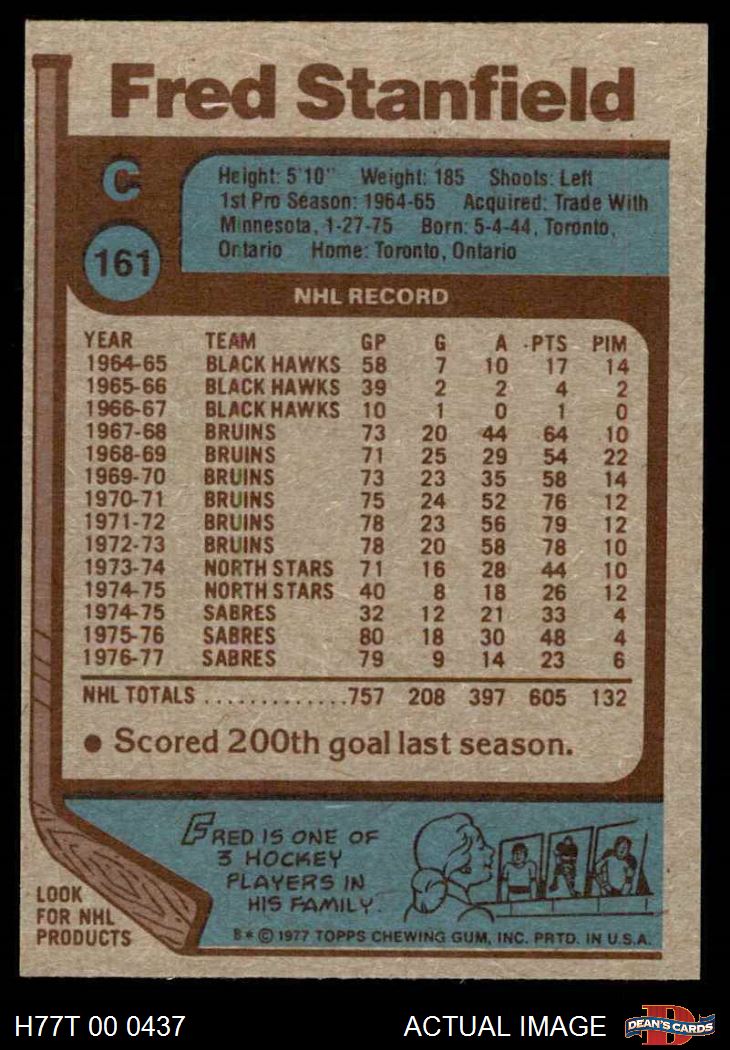 Fred Stanfield
C
161
Height: 5'10" Weight: 185 Shoots: Left
1st Pro Season: 1964-65 Acquired: Trade With
Minnesota, 1-27-75 Born: 5-4-44, Toronto,
Ontario Home: Toronto, Ontario
NHL RECORD
YEAR TEAM GP G A PTS PIM
1964-65 BLACK HAWKS 58 7 10 17 14
1965-66 BLACK HAWKS 39 2 2 4 2
1966-67 BLACK HAWKS 10 1 0 1 0
1967-68 BRUINS 73 20 44 64 10
1968-69 BRUINS 71 25 29 54 22
1969-70 BRUINS 73 23 35 58 14
1970-71 BRUINS 75 24 52 76 12
1971-72 BRUINS 78 23 56 79 12
1972-73 BRUINS 78 20 58 78 10
1973-74 NORTH STARS 71 16 28 44 10
1974-75 NORTH STARS 40 8 18 26 12
1974-75 SABRES 32 12 21 33 4
1975-76 SABRES 80 18 30 48 4
1976-77 SABRES 79 9 14 23 6
NHL TOTALS .............757 208 397 605 132
● Scored 200th goal last season.
FRED IS ONE OF
3 HOCKEY
PLAYERS IN
HIS FAMILY.
LOOK
FOR NHL
PRODUCTS
B* © 1977 TOPPS CHEWING GUM, INC. PRTD. IN U.S.A.
H77T 00 0437 ACTUAL IMAGE
D
DEAN'S CARDS